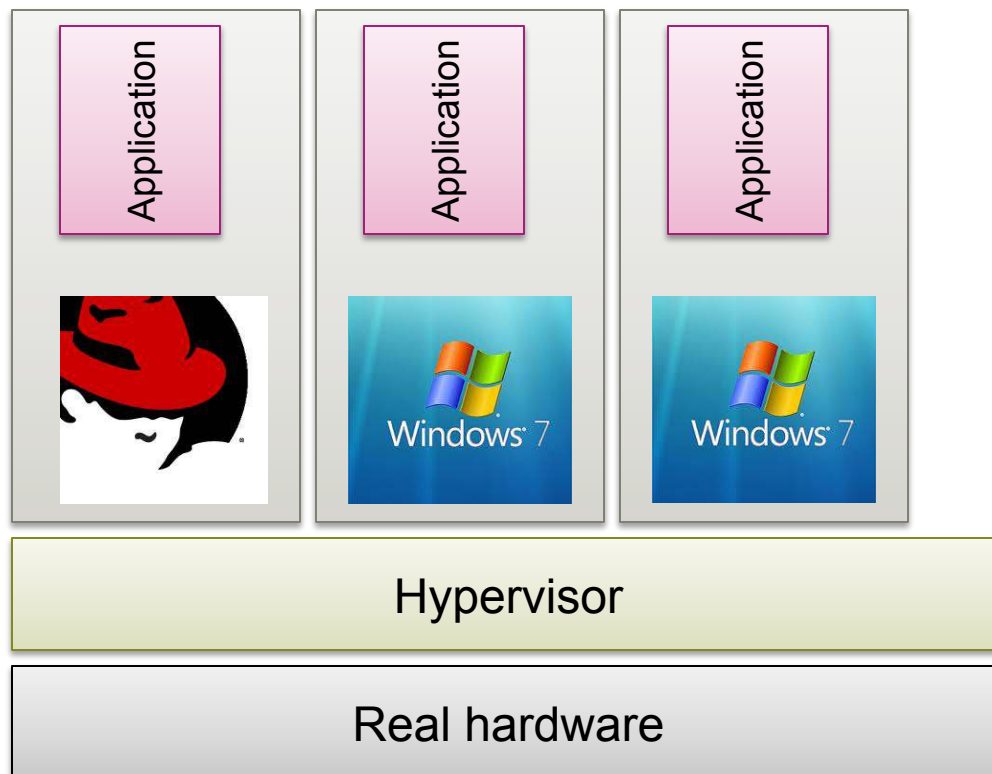 Application
Application
Application
Windows® 7
Windows® 7
Hypervisor
Real hardware